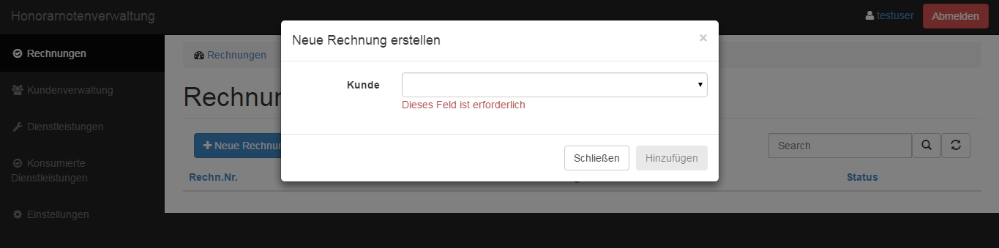 Honorarnotenverwaltung
testuser
Abmelden
Neue Rechnung erstellen
×
Rechnungen
Rechnungen
Kunde
Dieses Feld ist erforderlich
Kundenverwaltung
Dienstleistungen
Neue Rechnun
Search
Schließen
Hinzufügen
Konsumierte
Dienstleistungen
Rechn.Nr.
Status
Einstellungen